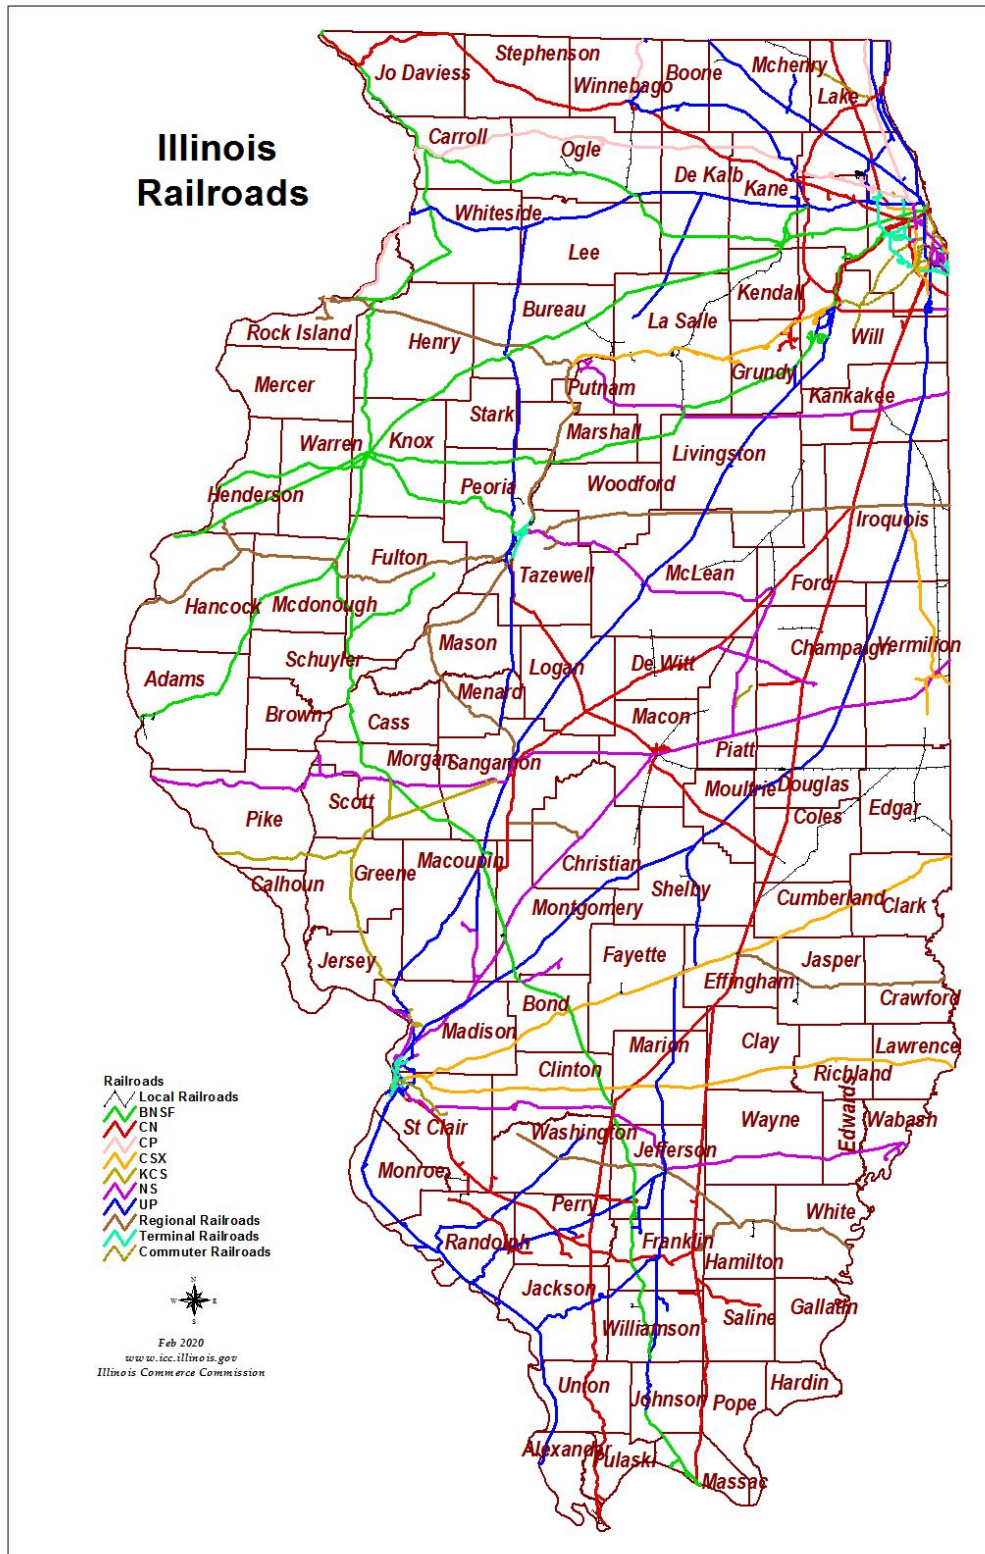 Illinois
Railroads
Stephenson
Jo Daviess
Winnebago
Boone
Mchenry
Lake
Carroll
Ogle
De Kalb
Kane
Whiteside
Lee
Kendall
Bureau
La Salle
Will
Rock Island
Henry
Grundy
Mercer
Putnam
Kankakee
Stark
Warren
Knox
Marshall
Livingston
Henderson
Peoria
Woodford
Iroquois
Fulton
Tazewell
McLean
Ford
Hancock
Mcdonough
Mason
Champaign
Vermilion
Schuyler
Logan
De Witt
Adams
Menard
Brown
Cass
Macon
Piatt
Morgan
Sangamon
Moultrie
Douglas
Scott
Edgar
Pike
Coles
Macoupin
Christian
Greene
Calhoun
Shelby
Cumberland
Clark
Montgomery
Jersey
Fayette
Jasper
Effingham
Crawford
Bond
Madison
Marion
Clay
Lawrence
Clinton
Richland
St Clair
Washington
Wayne
Edwards
Wabash
Jefferson
Monroe
Perry
White
Randolph
Franklin
Hamilton
Jackson
Saline
Gallatin
Williamson
Union
Johnson
Pope
Hardin
Alexander
Pulaski
Massac
Railroads
Local Railroads
BNSF
CN
CP
CSX
KCS
NS
UP
Regional Railroads
Terminal Railroads
Commuter Railroads
N
W E
S
Feb 2020
www.icc.illinois.gov
Illinois Commerce Commission